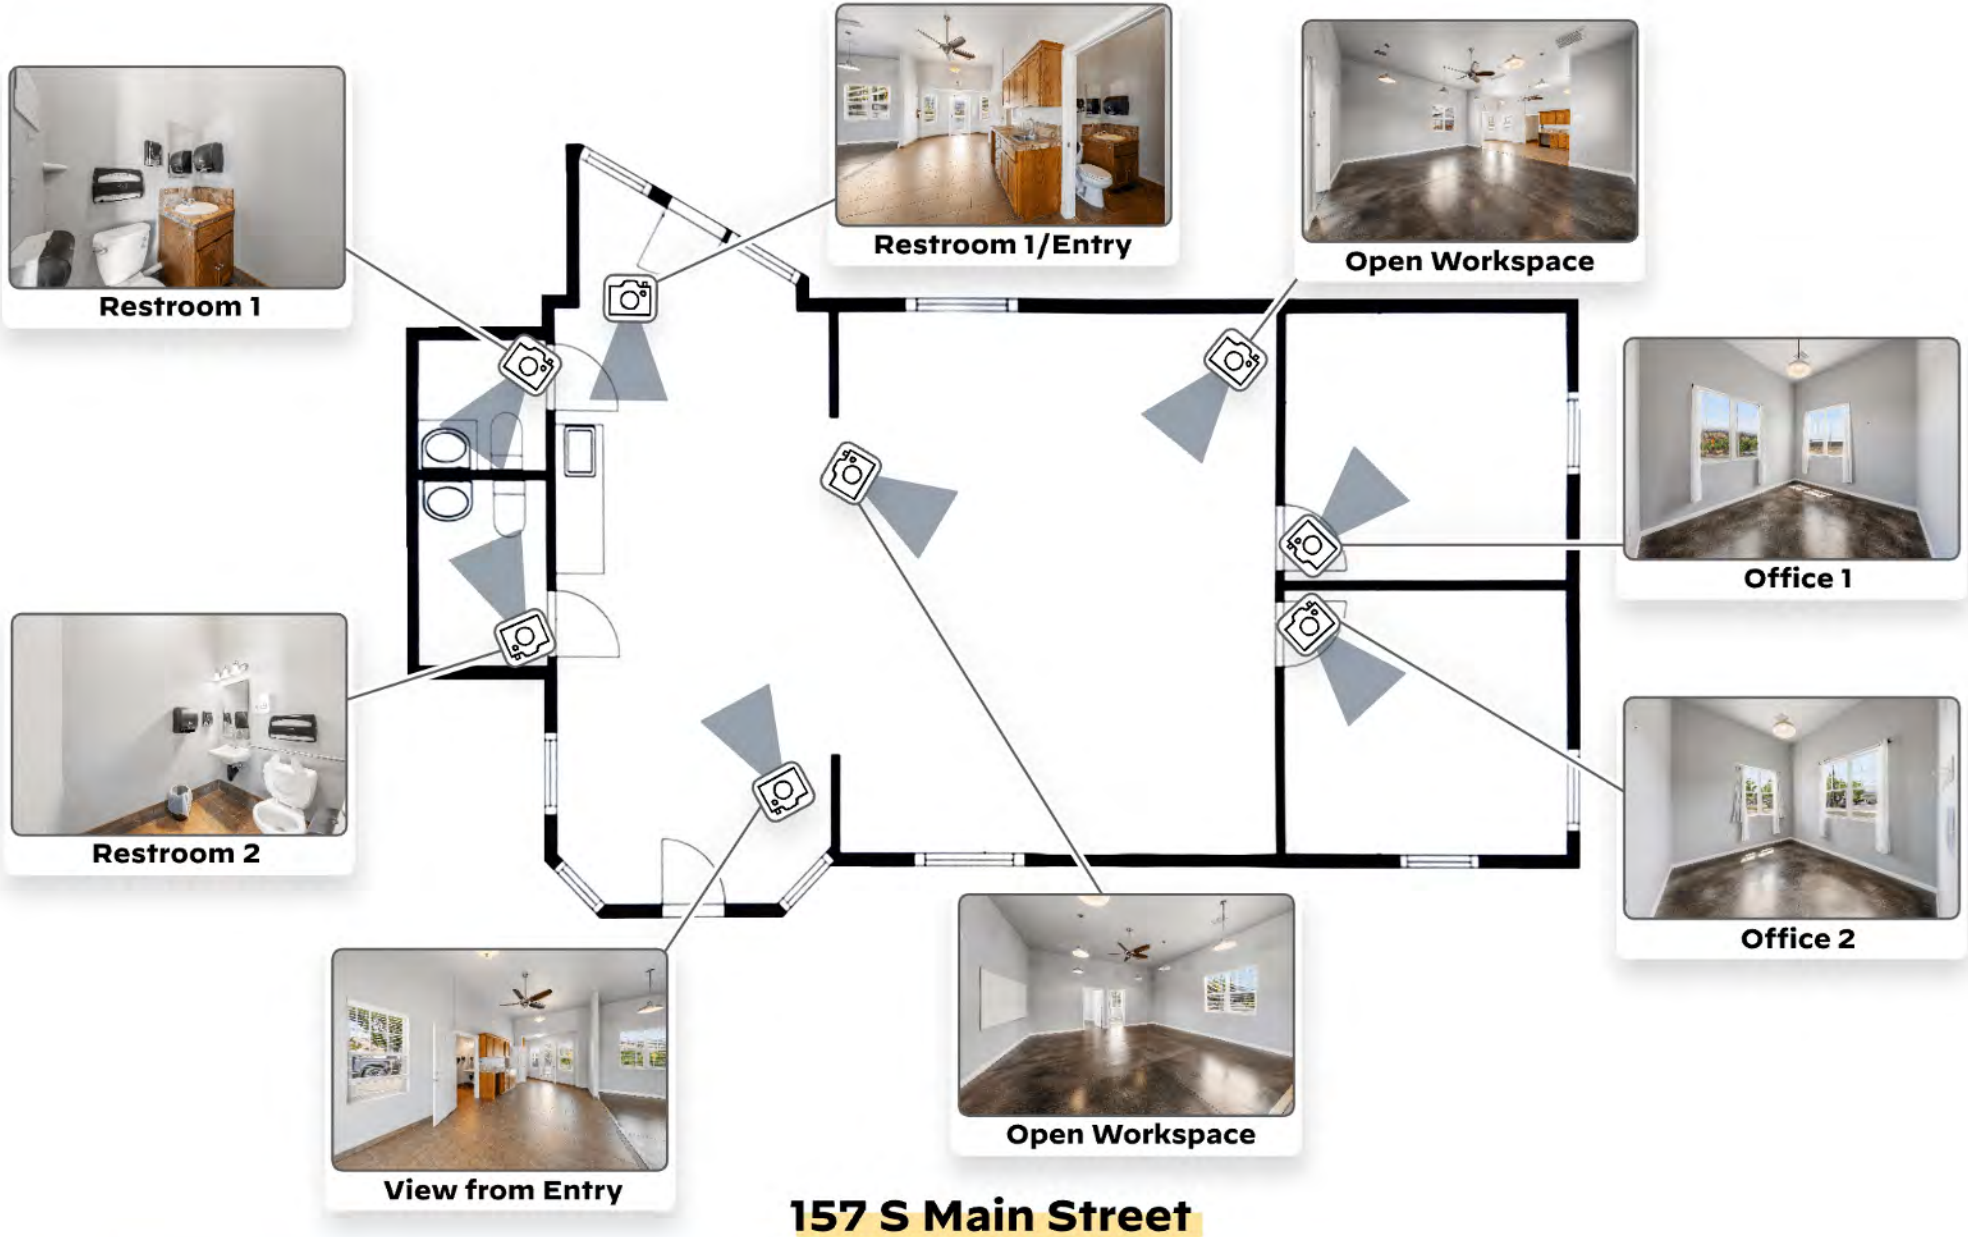 Restroom 1/Entry
Open Workspace
Restroom 1
Office 1
Restroom 2
Office 2
Open Workspace
View from Entry
157 S Main Street